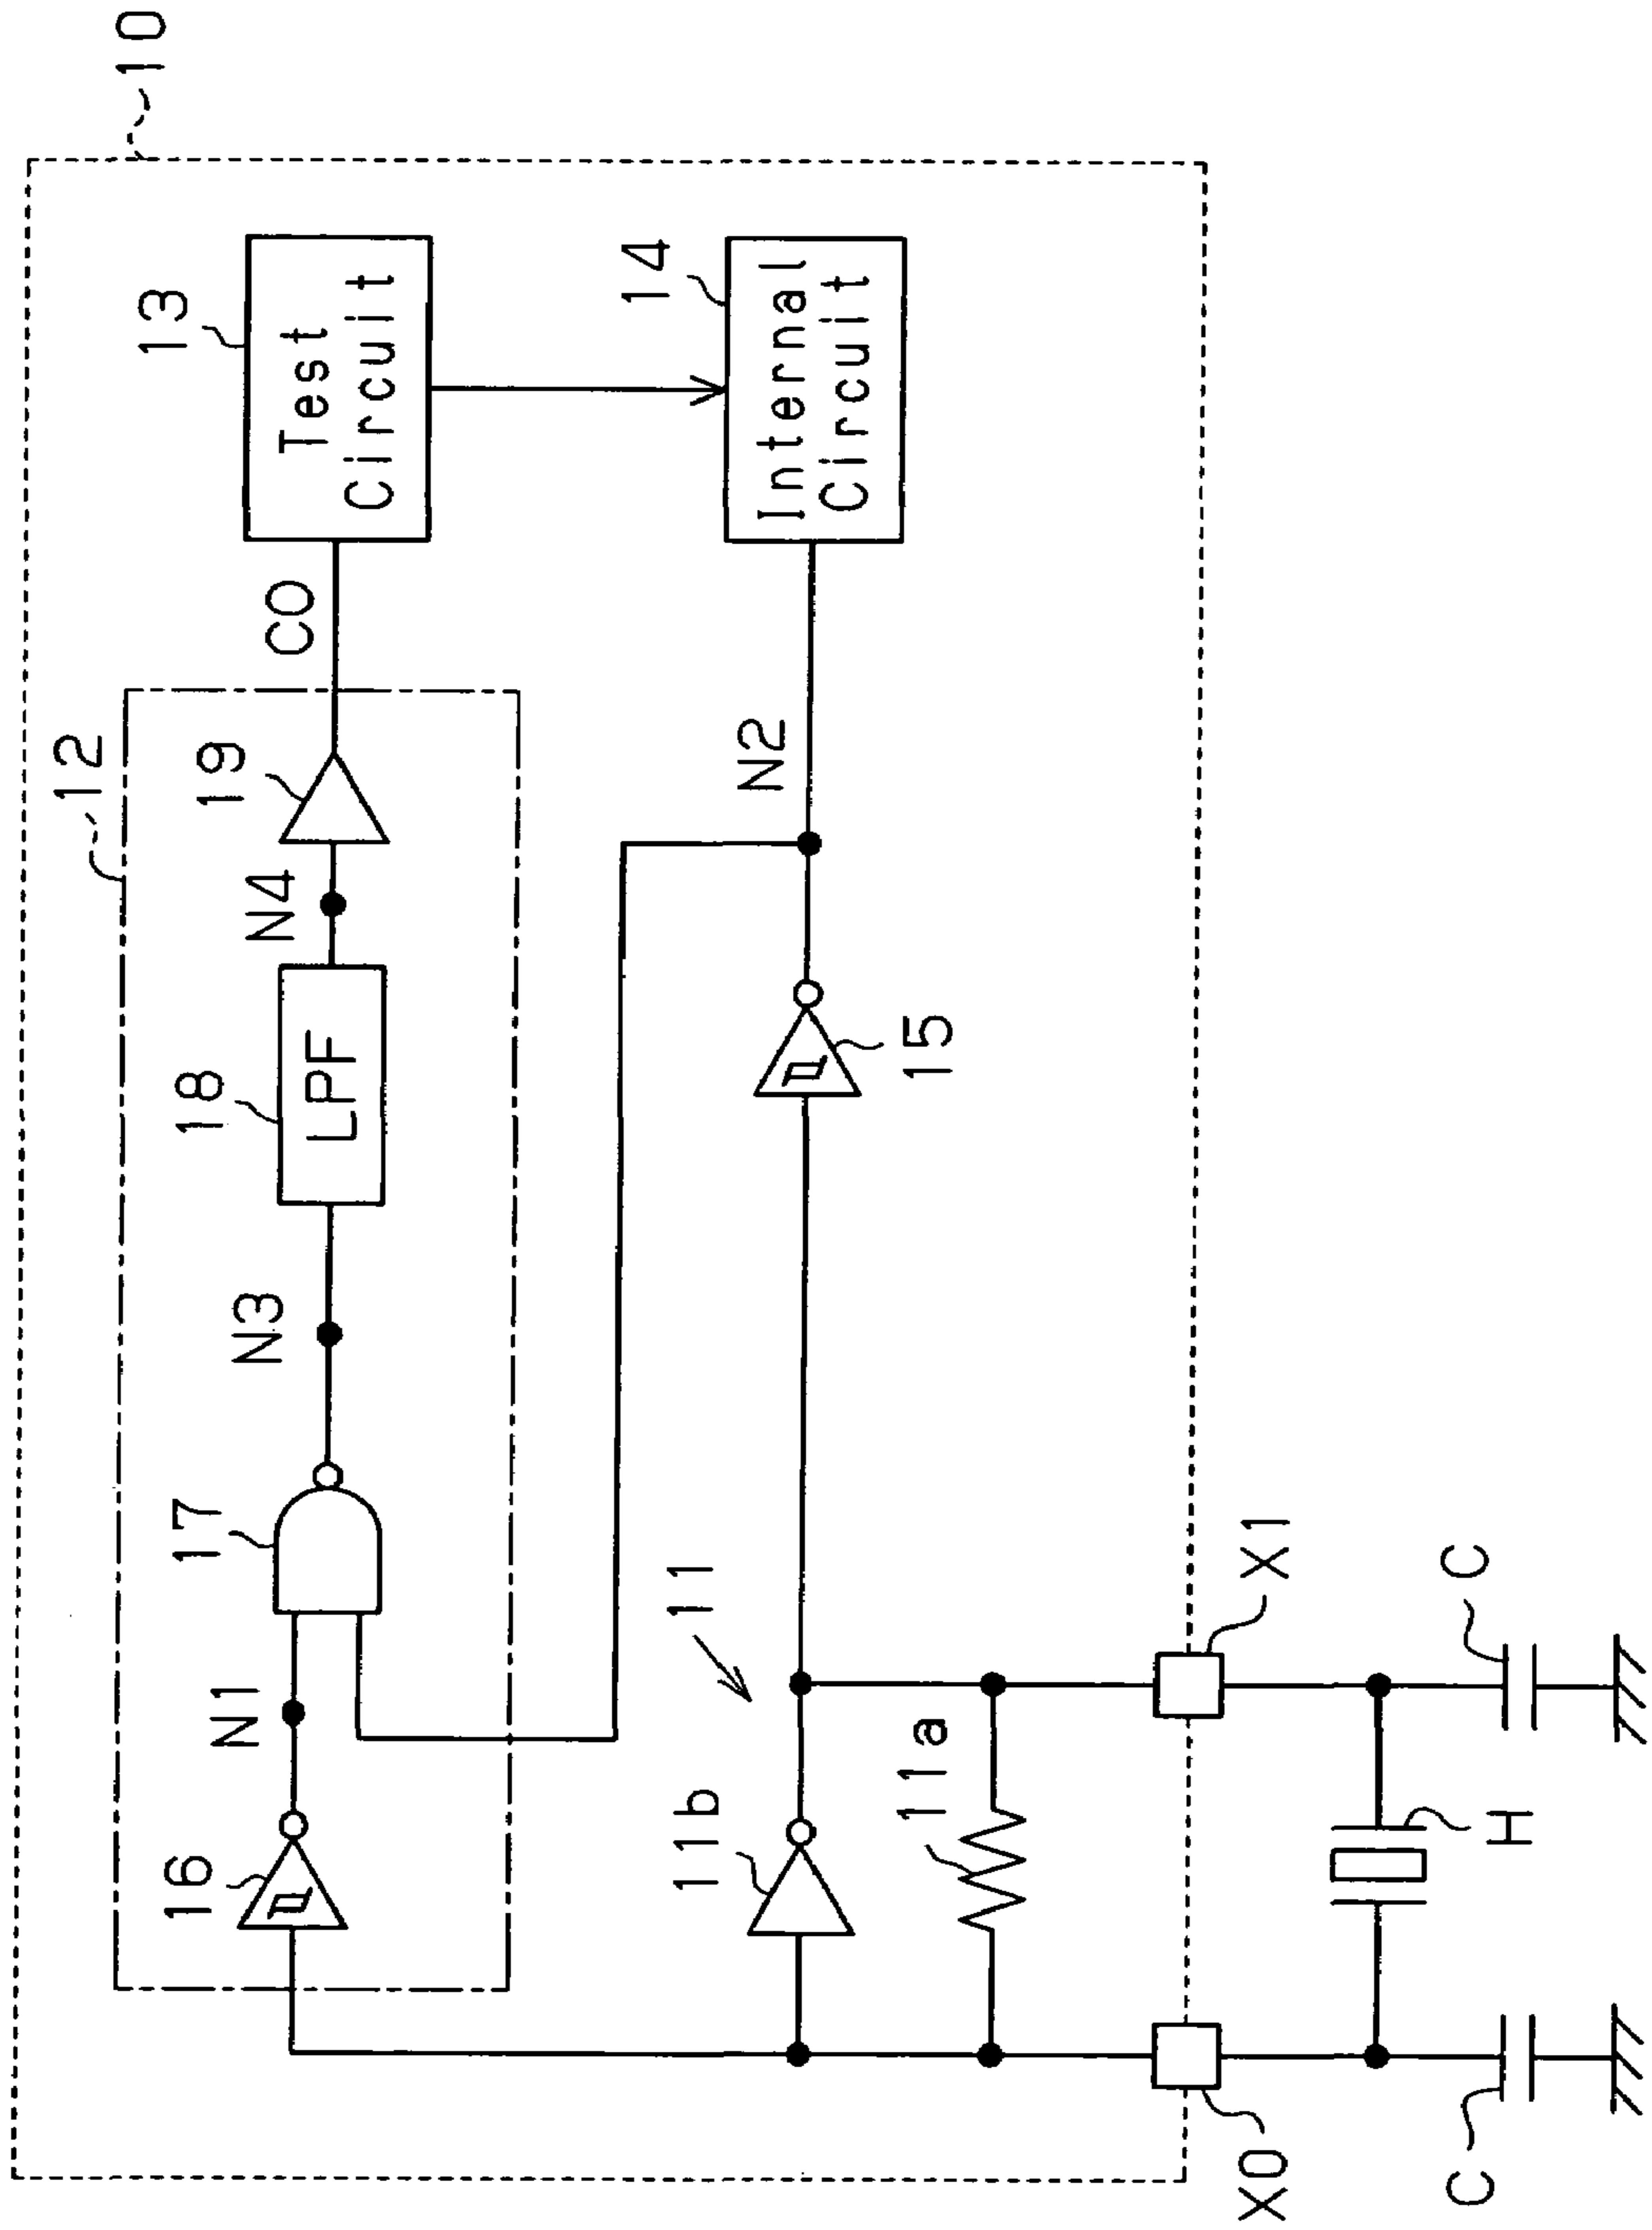 10
12
13
Test
Circuit
CO
19
N4
18
LPF
N3
17
N1
16
14
Internal
Circuit
N2
15
11
11b
11a
X0
X1
H
C
C